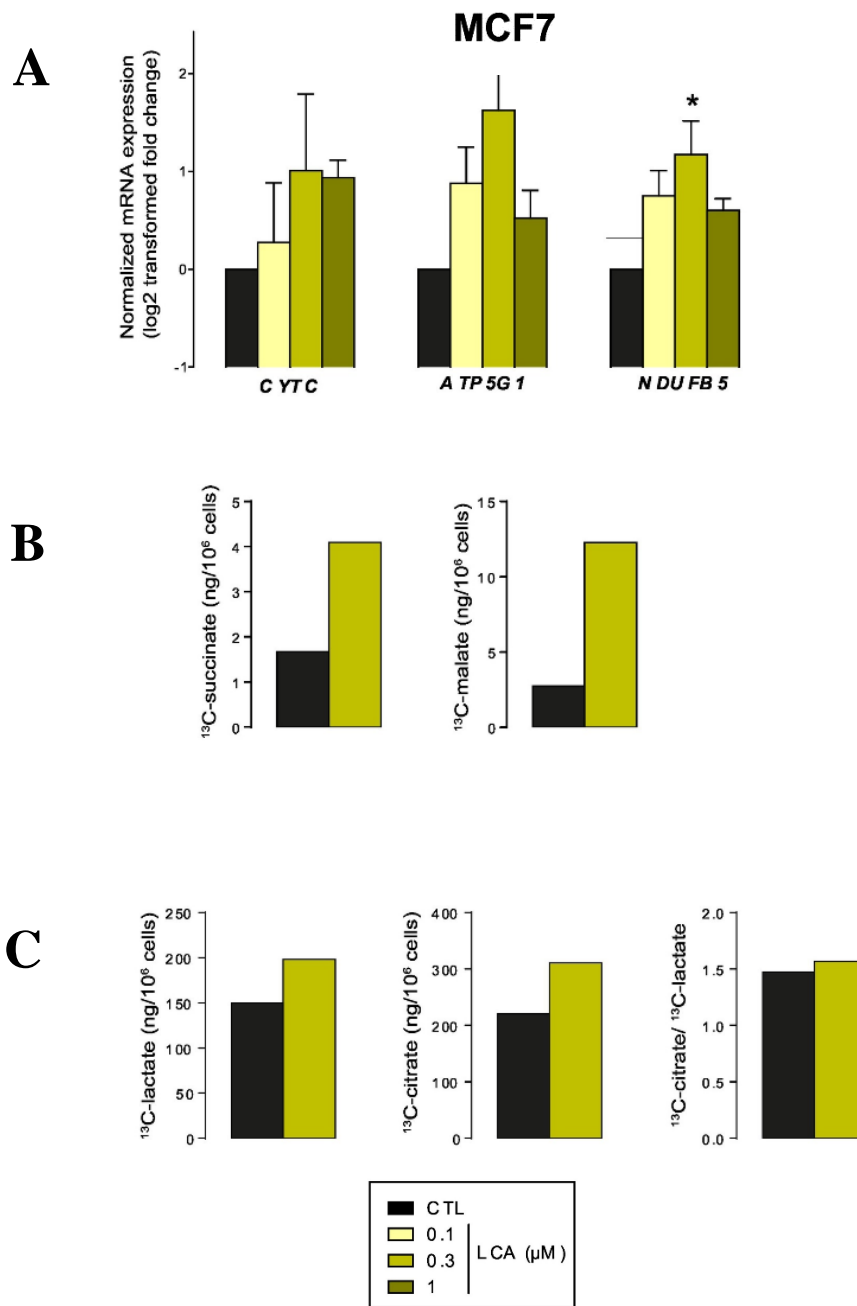 MCF7
A
Normalized mRNA expression
(log2 transformed fold change)
2
1
0
-1
*
C YT C
A TP 5G 1
N DU FB 5
B
¹³C-succinate (ng/10⁶ cells)
5
4
3
2
1
0
¹³C-malate (ng/10⁶ cells)
15
10
5
0
C
¹³C-lactate (ng/10⁶ cells)
250
200
150
100
50
0
¹³C-citrate (ng/10⁶ cells)
400
300
200
100
0
¹³C-citrate/ ¹³C-lactate
2.0
1.5
1.0
0.5
0.0
C TL
0.1
0.3
1
L CA (µM)